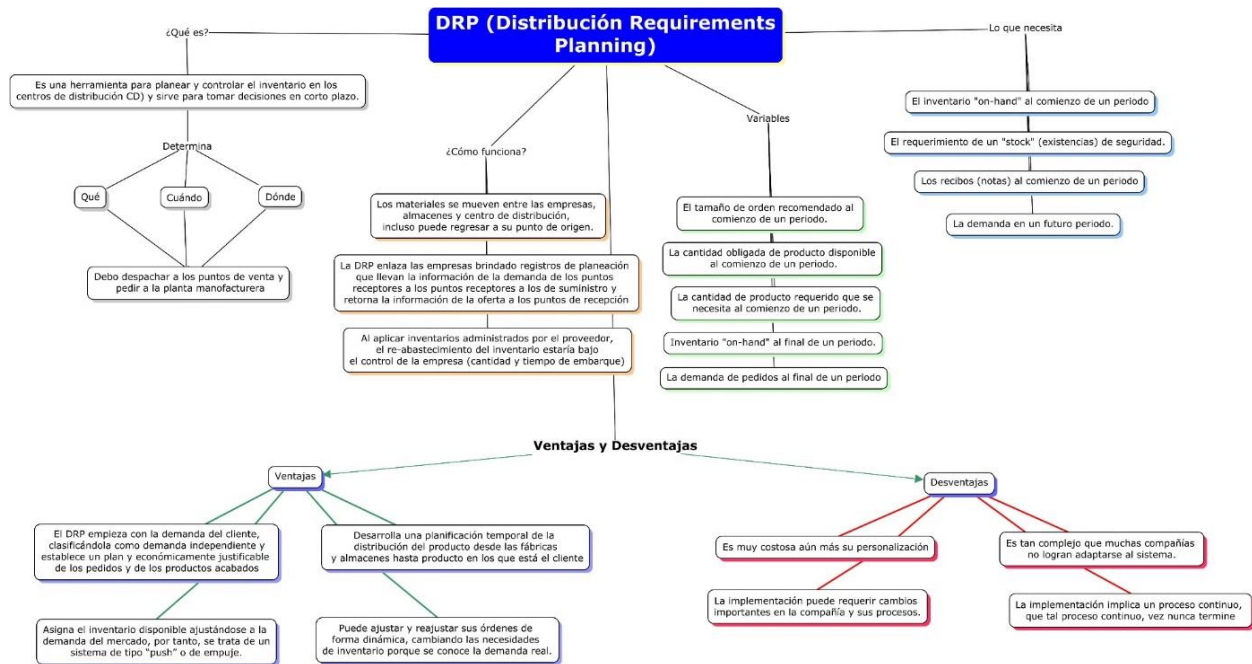 DRP (Distribución Requirements
Planning)
¿Qué es?
Es una herramienta para planear y controlar el inventario en los
centros de distribución CD) y sirve para tomar decisiones en corto plazo.
Determina
Qué
Cuándo
Dónde
Debo despachar a los puntos de venta y
pedir a la planta manufacturera
¿Cómo funciona?
Los materiales se mueven entre las empresas,
almacenes y centro de distribución,
incluso puede regresar a su punto de origen.
La DRP enlaza las empresas brindado registros de planeación
que llevan la información de la demanda de los puntos
receptores a los puntos receptores a los de suministro y
retorna la información de la oferta a los puntos de recepción
Al aplicar inventarios administrados por el proveedor,
el re-abastecimiento del inventario estaría bajo
el control de la empresa (cantidad y tiempo de embarque)
Variables
El tamaño de orden recomendado al
comienzo de un periodo.
La cantidad obligada de producto disponible
al comienzo de un periodo.
La cantidad de producto requerido que se
necesita al comienzo de un periodo.
Inventario "on-hand" al final de un periodo.
La demanda de pedidos al final de un periodo
Lo que necesita
El inventario "on-hand" al comienzo de un periodo
El requerimiento de un "stock" (existencias) de seguridad.
Los recibos (notas) al comienzo de un periodo
La demanda en un futuro periodo.
Ventajas y Desventajas
Ventajas
El DRP empieza con la demanda del cliente,
clasificándola como demanda independiente y
establece un plan y económicamente justificable
de los pedidos y de los productos acabados
Desarrolla una planificación temporal de la
distribución del producto desde las fábricas
y almacenes hasta producto en los que está el cliente
Asigna el inventario disponible ajustándose a la
demanda del mercado, por tanto, se trata de un
sistema de tipo “push” o de empuje.
Puede ajustar y reajustar sus órdenes de
forma dinámica, cambiando las necesidades
de inventario porque se conoce la demanda real.
Desventajas
Es muy costosa aún más su personalización
Es tan complejo que muchas compañías
no logran adaptarse al sistema.
La implementación puede requerir cambios
importantes en la compañía y sus procesos.
La implementación implica un proceso continuo,
que tal proceso continuo, vez nunca termine